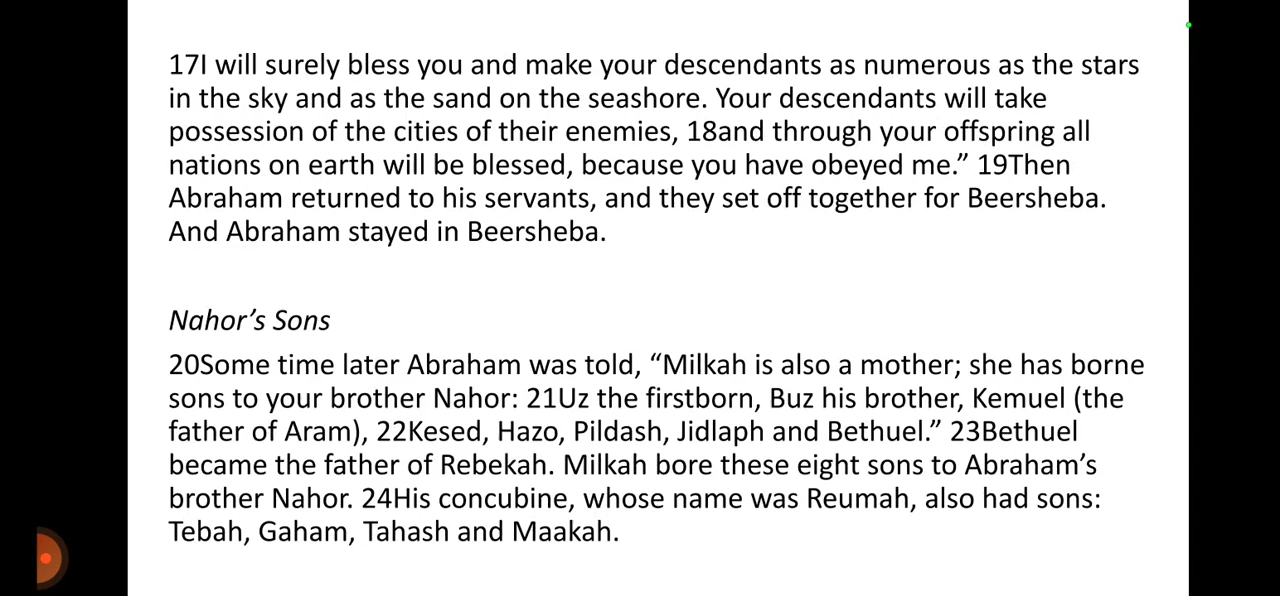 17I will surely bless you and make your descendants as numerous as the stars
in the sky and as the sand on the seashore. Your descendants will take
possession of the cities of their enemies, 18and through your offspring all
nations on earth will be blessed, because you have obeyed me.” 19Then
Abraham returned to his servants, and they set off together for Beersheba.
And Abraham stayed in Beersheba.
Nahor’s Sons
20Some time later Abraham was told, “Milkah is also a mother; she has borne
sons to your brother Nahor: 21Uz the firstborn, Buz his brother, Kemuel (the
father of Aram), 22Kesed, Hazo, Pildash, Jidlaph and Bethuel.” 23Bethuel
became the father of Rebekah. Milkah bore these eight sons to Abraham’s
brother Nahor. 24His concubine, whose name was Reumah, also had sons:
Tebah, Gaham, Tahash and Maakah.